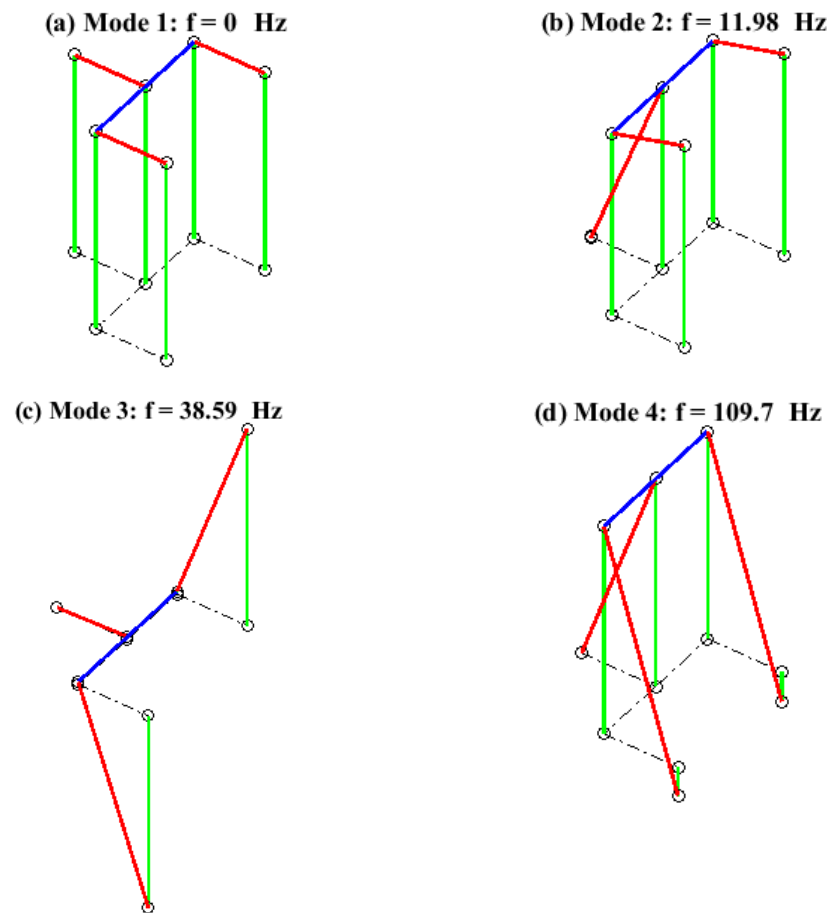 (a) Mode 1: f = 0 Hz
(b) Mode 2: f = 11.98 Hz
(c) Mode 3: f = 38.59 Hz
(d) Mode 4: f = 109.7 Hz